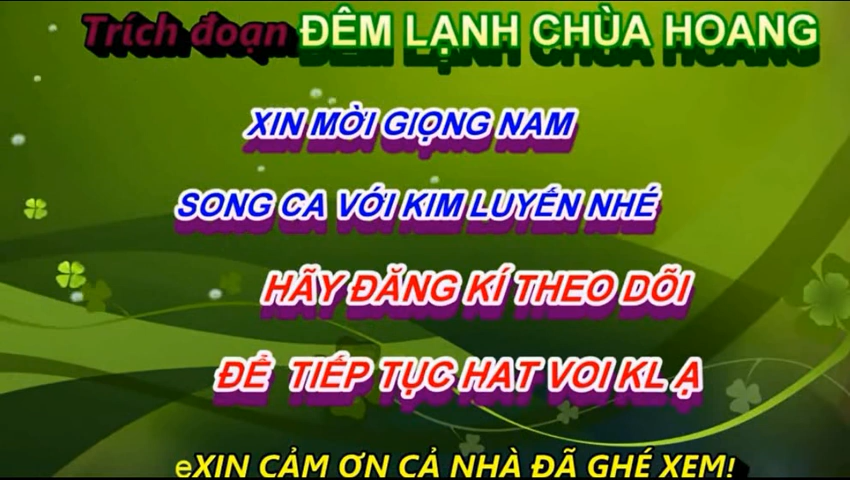 Trích đoạn ĐÊM LẠNH CHÙA HOANG
XIN MỜI GIỌNG NAM
SONG CA VỚI KIM LUYẾN NHÉ
HÃY ĐĂNG KÍ THEO DÕI
ĐỂ TIẾP TỤC HAT VOI KL Ạ
eXIN CẢM ƠN CẢ NHÀ ĐÃ GHÉ XEM!